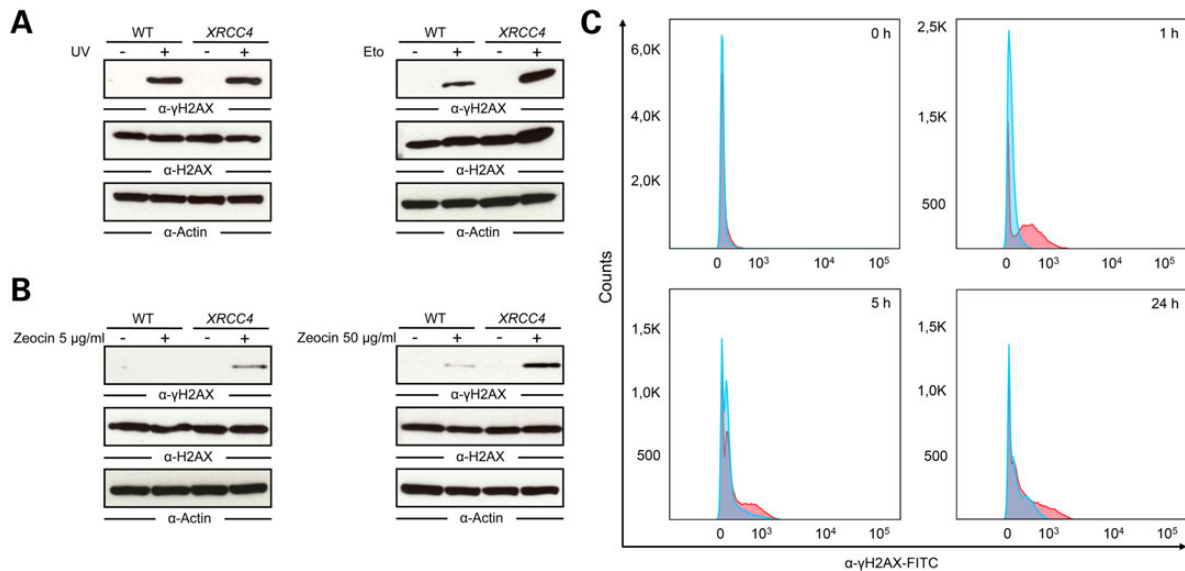 A
WT XRCC4
UV - + - +
α-γH2AX
α-H2AX
α-Actin
WT XRCC4
Eto - + - +
α-γH2AX
α-H2AX
α-Actin
B
WT XRCC4
Zeocin 5 µg/ml - + - +
α-γH2AX
α-H2AX
α-Actin
WT XRCC4
Zeocin 50 µg/ml - + - +
α-γH2AX
α-H2AX
α-Actin
C
Counts
0 h
6,0K
4,0K
2,0K
0 10³ 10⁴ 10⁵
1 h
2,5K
1,5K
500
0 10³ 10⁴ 10⁵
5 h
1,5K
1,0K
500
0 10³ 10⁴ 10⁵
24 h
1,5K
1,0K
500
0 10³ 10⁴ 10⁵
α-γH2AX-FITC